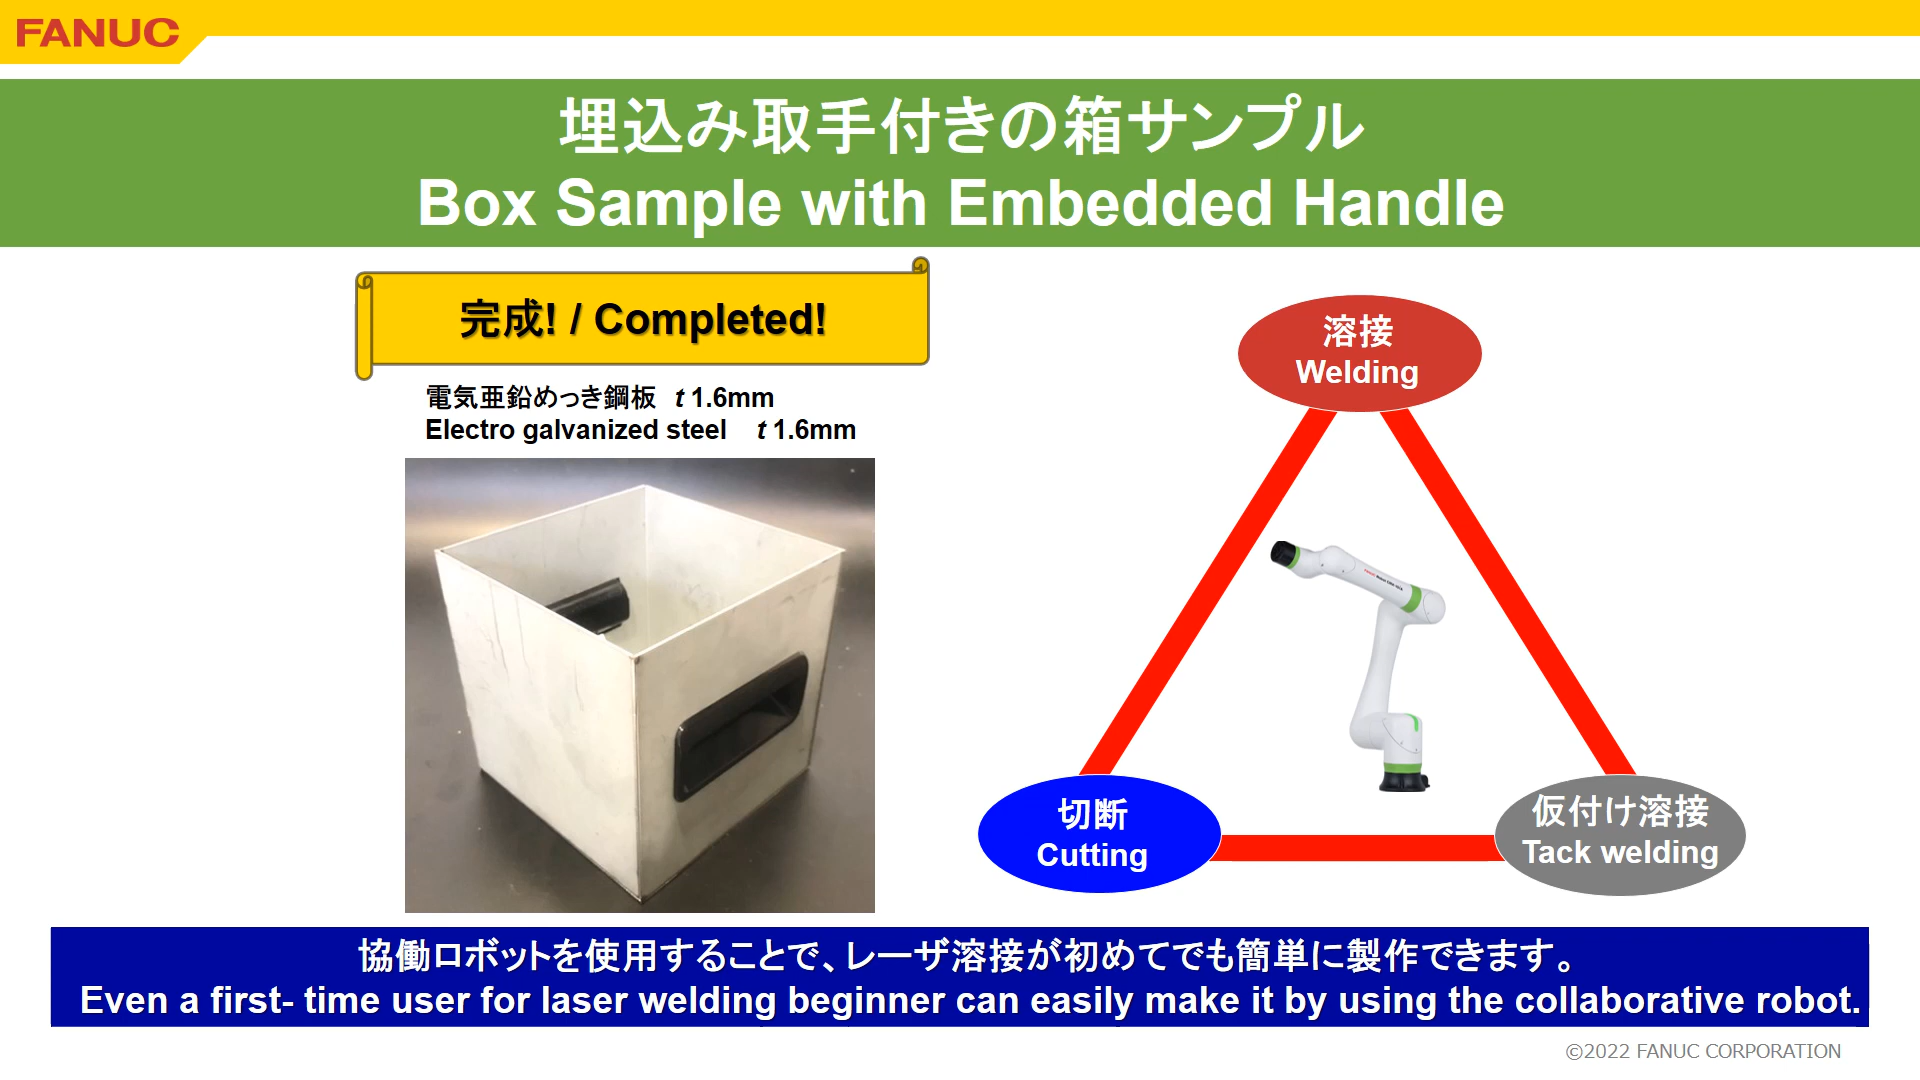 FANUC
埋込み取手付きの箱サンプル
Box Sample with Embedded Handle
完成! / Completed!
電気亜鉛めっき鋼板 t 1.6mm
Electro galvanized steel t 1.6mm
溶接
Welding
切断
Cutting
仮付け溶接
Tack welding
協働ロボットを使用することで、レーザ溶接が初めてでも簡単に製作できます。
Even a first- time user for laser welding beginner can easily make it by using the collaborative robot.
©2022 FANUC CORPORATION